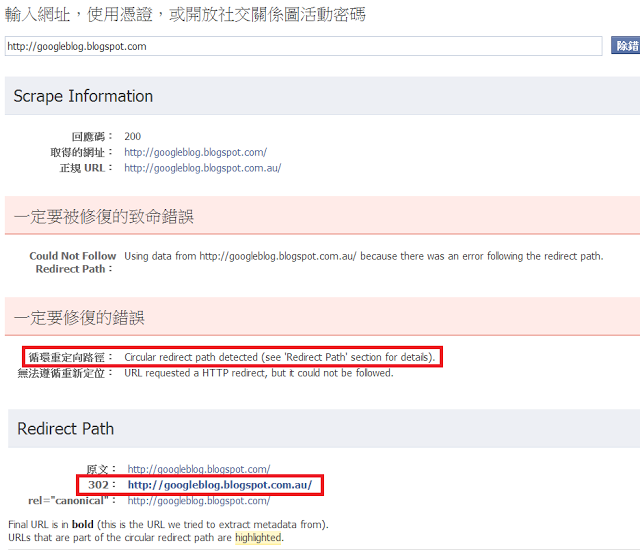 輸入網址，使用憑證，或開放社交關係圖活動密碼
http://googleblog.blogspot.com 除錯
Scrape Information
回應碼： 200
取得的網址： http://googleblog.blogspot.com/
正規 URL： http://googleblog.blogspot.com.au/
一定要被修復的致命錯誤
Could Not Follow Using data from http://googleblog.blogspot.com.au/ because there was an error following the redirect path.
Redirect Path：
一定要修復的錯誤
循環重定向路徑： Circular redirect path detected (see 'Redirect Path' section for details).
無法遵循重新定位： URL requested a HTTP redirect, but it could not be followed.
Redirect Path
原文： http://googleblog.blogspot.com/
302： http://googleblog.blogspot.com.au/
rel="canonical"： http://googleblog.blogspot.com/
Final URL is in bold (this is the URL we tried to extract metadata from).
URLs that are part of the circular redirect path are highlighted.